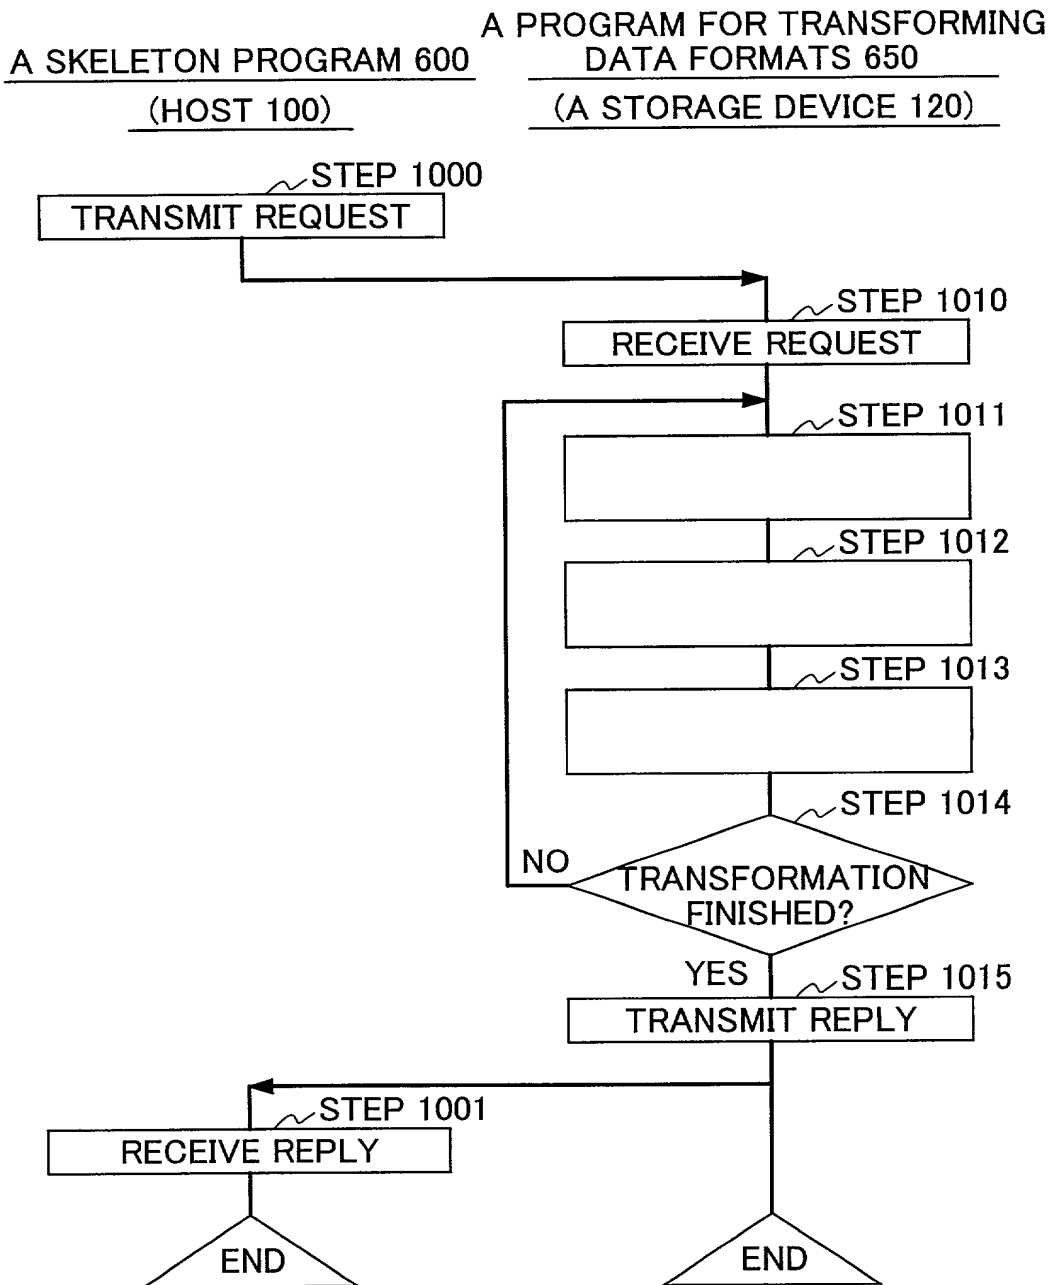 A SKELETON PROGRAM 600
(HOST 100)
A PROGRAM FOR TRANSFORMING
DATA FORMATS 650
(A STORAGE DEVICE 120)
STEP 1000
TRANSMIT REQUEST
STEP 1010
RECEIVE REQUEST
STEP 1011
STEP 1012
STEP 1013
STEP 1014
NO
TRANSFORMATION
FINISHED?
YES
STEP 1015
TRANSMIT REPLY
STEP 1001
RECEIVE REPLY
END
END